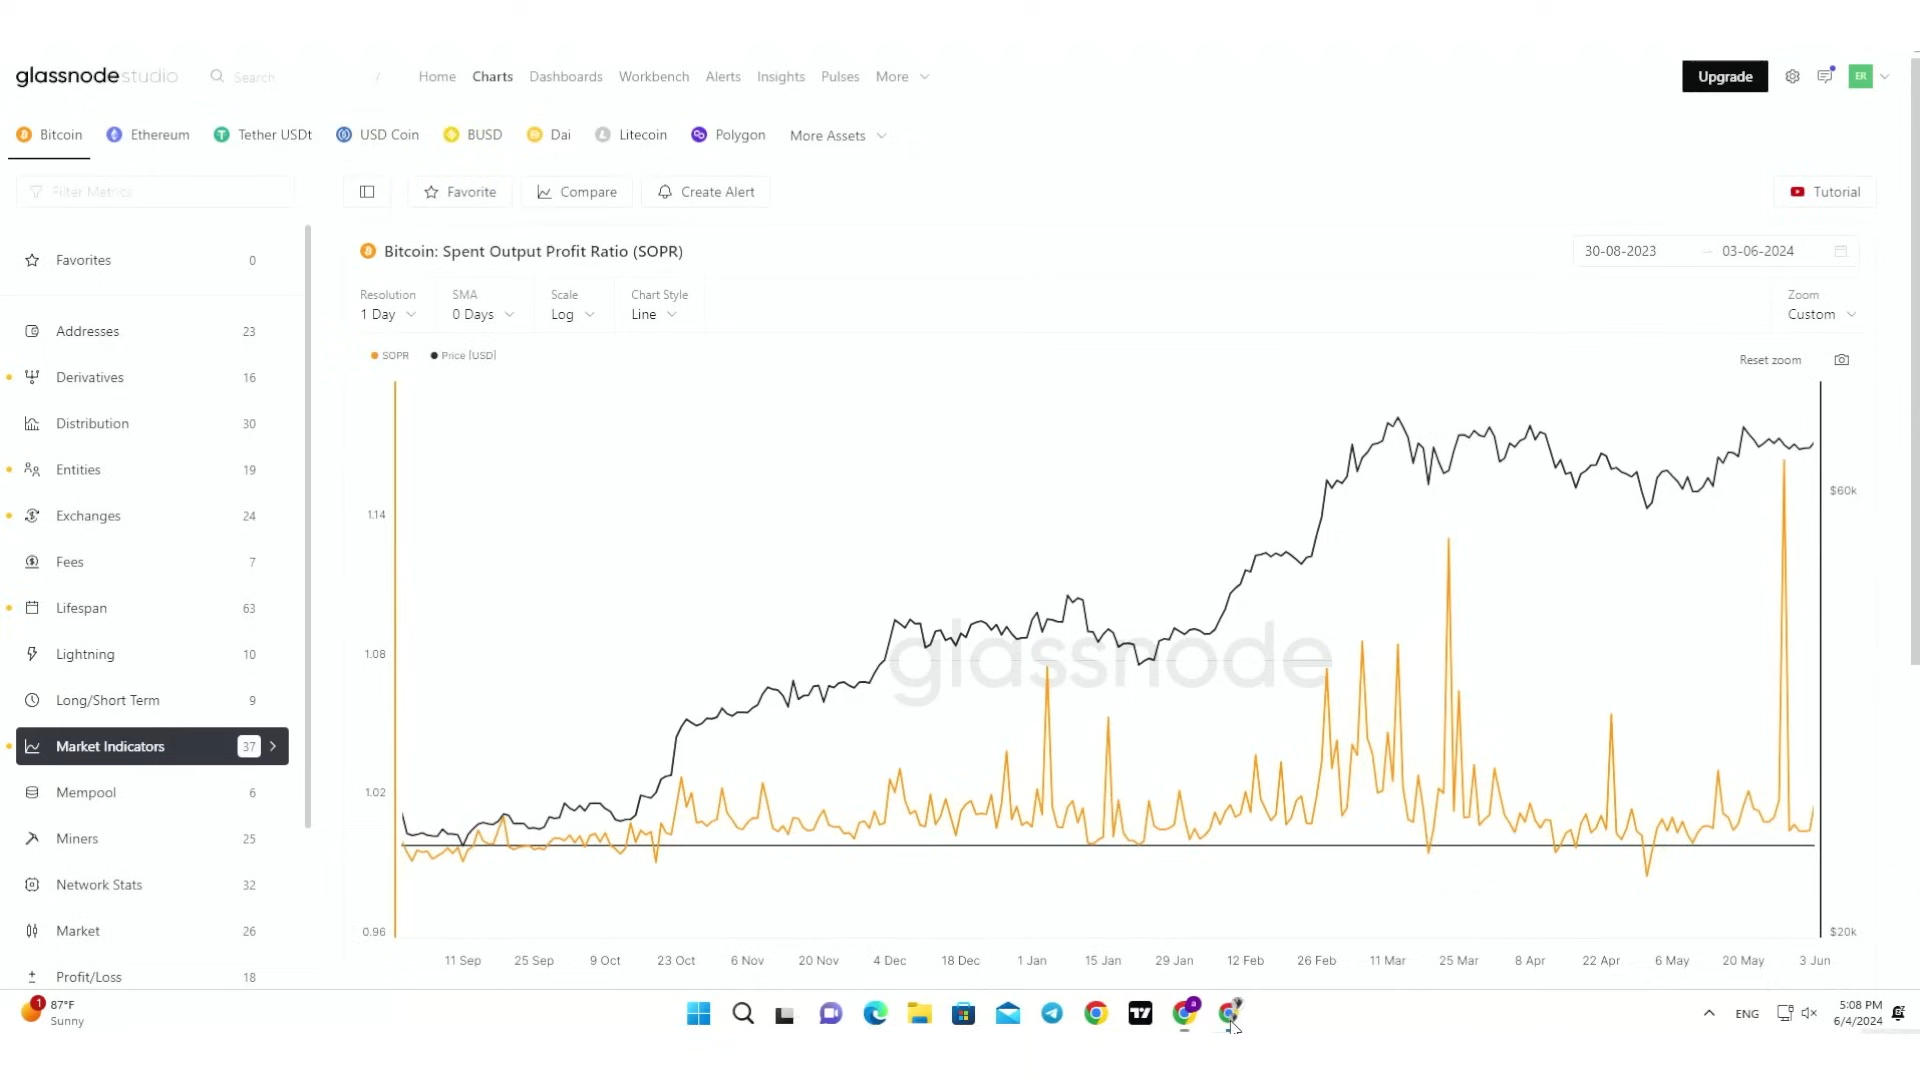 glassnode studio
Search
/
Home
Charts
Dashboards
Workbench
Alerts
Insights
Pulses
More
Upgrade
ER
Bitcoin
Ethereum
Tether USDt
USD Coin
BUSD
Dai
Litecoin
Polygon
More Assets
Filter Metrics
Favorite
Compare
Create Alert
Tutorial
Favorites 0
Addresses 23
Derivatives 16
Distribution 30
Entities 19
Exchanges 24
Fees 7
Lifespan 63
Lightning 10
Long/Short Term 9
Market Indicators 37
Mempool 6
Miners 25
Network Stats 32
Market 26
Profit/Loss 18
Bitcoin: Spent Output Profit Ratio (SOPR)
30-08-2023 → 03-06-2024
Resolution
1 Day
SMA
0 Days
Scale
Log
Chart Style
Line
Zoom
Custom
SOPR
Price [USD]
Reset zoom
1.14
1.08
1.02
0.96
$60k
$20k
glassnode
11 Sep
25 Sep
9 Oct
23 Oct
6 Nov
20 Nov
4 Dec
18 Dec
1 Jan
15 Jan
29 Jan
12 Feb
26 Feb
11 Mar
25 Mar
8 Apr
22 Apr
6 May
20 May
3 Jun
1
87°F
Sunny
a
ENG
5:08 PM
6/4/2024